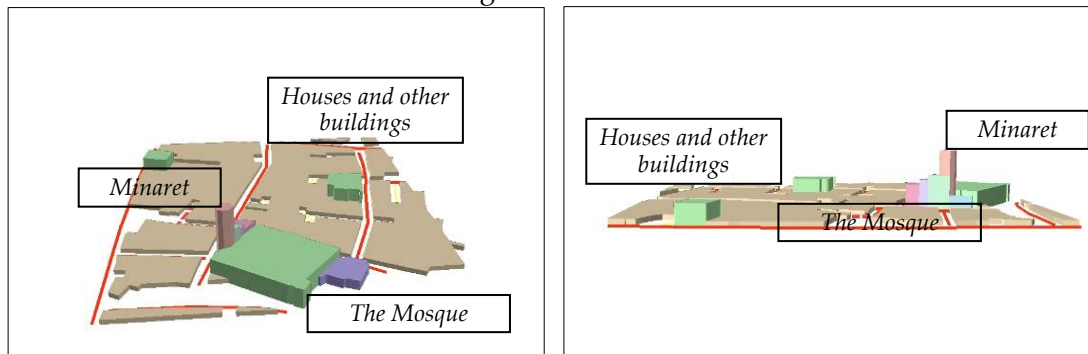 Houses and other
buildings
Minaret
The Mosque
Houses and other
buildings
Minaret
The Mosque